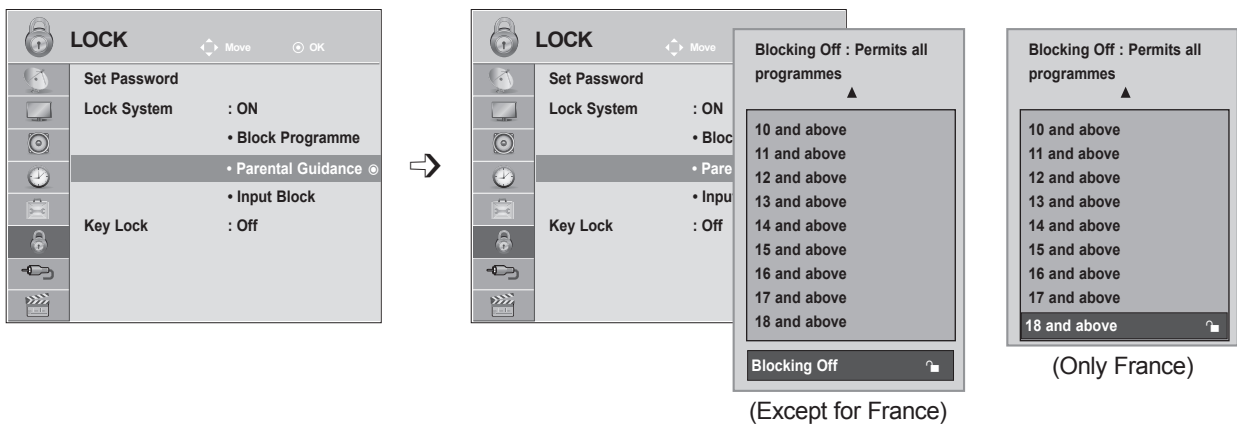 LOCK
Move
OK
Set Password
Lock System : ON
• Block Programme
• Parental Guidance
• Input Block
Key Lock : Off
LOCK
Move
Set Password
Lock System : ON
• Bloc
• Pare
• Inpu
Key Lock : Off
Blocking Off : Permits all
programmes
10 and above
11 and above
12 and above
13 and above
14 and above
15 and above
16 and above
17 and above
18 and above
Blocking Off
(Except for France)
Blocking Off : Permits all
programmes
10 and above
11 and above
12 and above
13 and above
14 and above
15 and above
16 and above
17 and above
18 and above
(Only France)